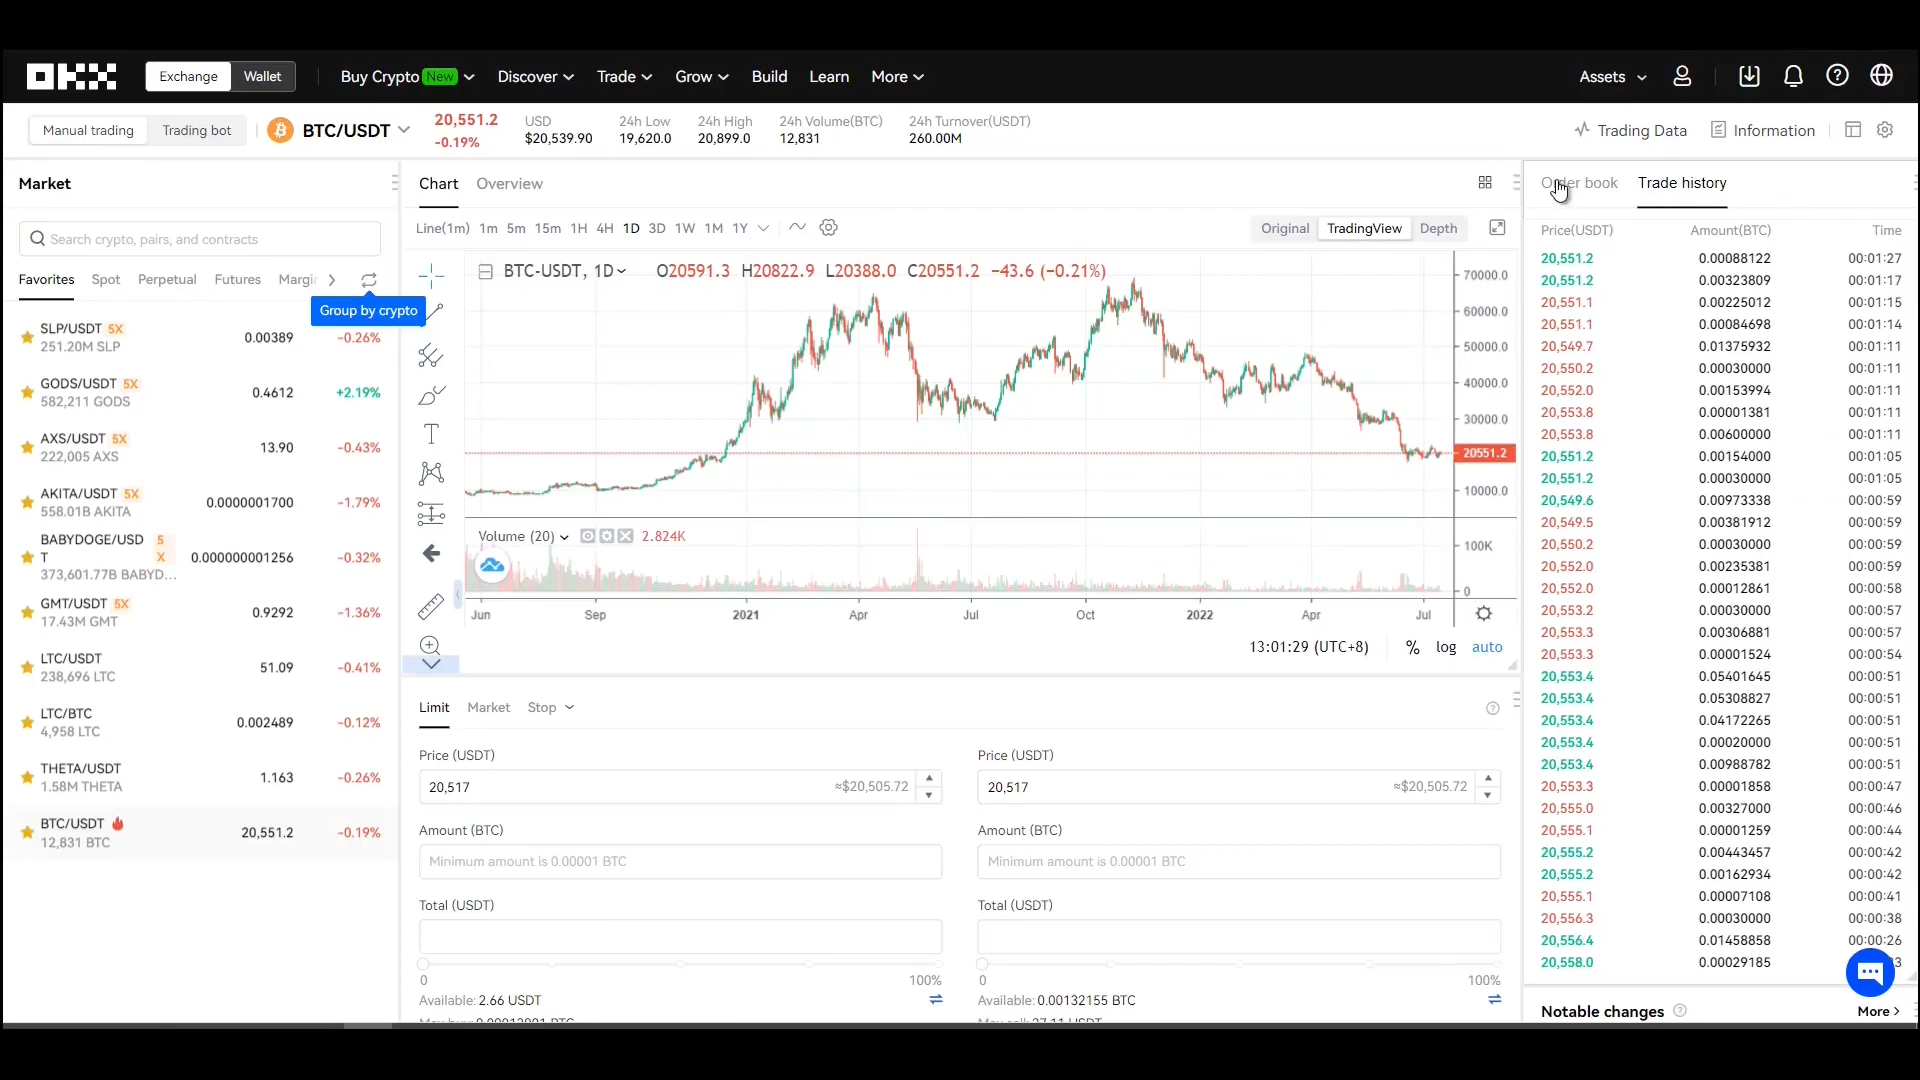 OKX
Exchange
Wallet
Buy Crypto New
Discover
Trade
Grow
Build
Learn
More
Assets
Manual trading
Trading bot
BTC/USDT
20,551.2
-0.19%
USD
$20,539.90
24h Low
19,620.0
24h High
20,899.0
24h Volume(BTC)
12,831
24h Turnover(USDT)
260.00M
Trading Data
Information
Market
Search crypto, pairs, and contracts
Favorites Spot Perpetual Futures Margin
Group by crypto
SLP/USDT 5X 0.00389 -0.26%
251.20M SLP
GODS/USDT 5X 0.4612 +2.19%
582,211 GODS
AXS/USDT 5X 13.90 -0.43%
222,005 AXS
AKITA/USDT 5X 0.0000001700 -1.79%
558.01B AKITA
BABYDOGE/USD 5
T X 0.000000001256 -0.32%
373,601.77B BABYD...
GMT/USDT 5X 0.9292 -1.36%
17.43M GMT
LTC/USDT 51.09 -0.41%
238,696 LTC
LTC/BTC 0.002489 -0.12%
4,958 LTC
THETA/USDT 1.163 -0.26%
1.58M THETA
BTC/USDT 20,551.2 -0.19%
12,831 BTC
Chart Overview
Line(1m) 1m 5m 15m 1H 4H 1D 3D 1W 1M 1Y
Original TradingView Depth
BTC-USDT, 1D O20591.3 H20822.9 L20388.0 C20551.2 −43.6 (−0.21%)
70000.0
60000.0
50000.0
40000.0
30000.0
20551.2
10000.0
Volume (20) 2.824K
100K
0
Jun Sep 2021 Apr Jul Oct 2022 Apr Jul
13:01:29 (UTC+8) % log auto
Limit Market Stop
Price (USDT)
20,517 ≈$20,505.72
Amount (BTC)
Minimum amount is 0.00001 BTC
Total (USDT)
0 100%
Available: 2.66 USDT
Price (USDT)
20,517 ≈$20,505.72
Amount (BTC)
Minimum amount is 0.00001 BTC
Total (USDT)
0 100%
Available: 0.00132155 BTC
Order book Trade history
Price(USDT) Amount(BTC) Time
20,551.2 0.00088122 00:01:27
20,551.2 0.00323809 00:01:17
20,551.1 0.00225012 00:01:15
20,551.1 0.00084698 00:01:14
20,549.7 0.01375932 00:01:11
20,550.2 0.00030000 00:01:11
20,552.0 0.00153994 00:01:11
20,553.8 0.00001381 00:01:11
20,553.8 0.00600000 00:01:11
20,551.2 0.00154000 00:01:05
20,551.2 0.00030000 00:01:05
20,549.6 0.00973338 00:00:59
20,549.5 0.00381912 00:00:59
20,550.2 0.00030000 00:00:59
20,552.0 0.00235381 00:00:59
20,552.0 0.00012861 00:00:58
20,553.2 0.00030000 00:00:57
20,553.3 0.00306881 00:00:57
20,553.3 0.00001524 00:00:54
20,553.4 0.05401645 00:00:51
20,553.4 0.05308827 00:00:51
20,553.4 0.04172265 00:00:51
20,553.4 0.00020000 00:00:51
20,553.4 0.00988782 00:00:51
20,553.3 0.00001858 00:00:47
20,555.0 0.00327000 00:00:46
20,555.1 0.00001259 00:00:44
20,555.2 0.00443457 00:00:42
20,555.2 0.00162934 00:00:42
20,555.1 0.00007108 00:00:41
20,556.3 0.00030000 00:00:38
20,556.4 0.01458858 00:00:26
20,558.0 0.00029185
Notable changes More